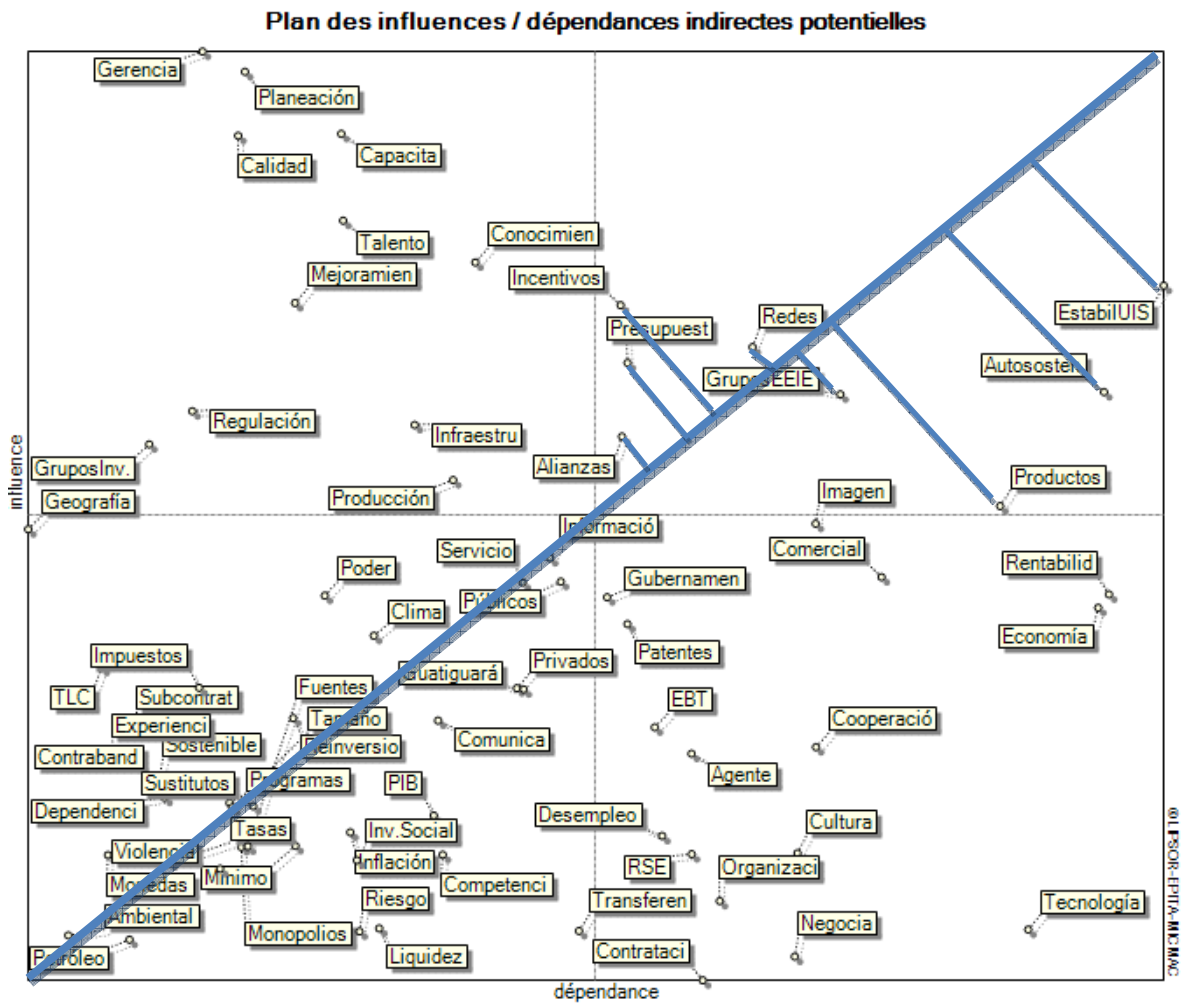 Plan des influences / dépendances indirectes potentielles
Gerencia
Planeación
Calidad
Capacita
Talento
Conocimien
Mejoramien
Incentivos
Presupuest
Redes
EstabilUIS
GruposEEIE
Autososten
Regulación
Infraestru
GruposInv.
Alianzas
Geografía
Producción
Imagen
Productos
influence
Informació
Servicio
Comercial
Rentabilid
Poder
Gubernamen
Públicos
Clima
Economía
Patentes
Impuestos
Privados
Guatiguará
TLC
Subcontrat
Fuentes
EBT
Experienci
Tamaño
Cooperació
Sostenible
Reinversio
Comunica
Contraband
Sustitutos
Programas
PIB
Agente
Dependenci
Desempleo
Cultura
Tasas
Inv.Social
Violencia
Inflación
RSE
Organizaci
Monedas
Mínimo
Competenci
Riesgo
Transferen
Tecnología
Ambiental
Monopolios
Negocia
Petróleo
Liquidez
Contrataci
dépendance
©LIPSOR-EPITA-MICMAC